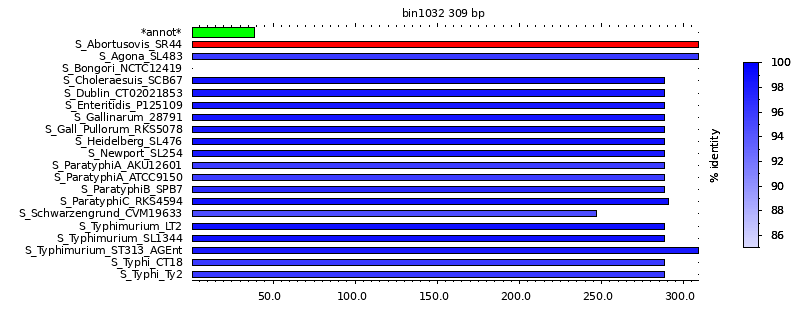 bin1032 309 bp
*annot*
S_Abortusovis_SR44
S_Agona_SL483
S_Bongori_NCTC12419
S_Choleraesuis_SCB67
S_Dublin_CT02021853
S_Enteritidis_P125109
S_Gallinarum_28791
S_Gall_Pullorum_RKS5078
S_Heidelberg_SL476
S_Newport_SL254
S_ParatyphiA_AKU12601
S_ParatyphiA_ATCC9150
S_ParatyphiB_SPB7
S_ParatyphiC_RKS4594
S_Schwarzengrund_CVM19633
S_Typhimurium_LT2
S_Typhimurium_SL1344
S_Typhimurium_ST313_AGEnt
S_Typhi_CT18
S_Typhi_Ty2
50.0 100.0 150.0 200.0 250.0 300.0
% identity
100
98
96
94
92
90
88
86